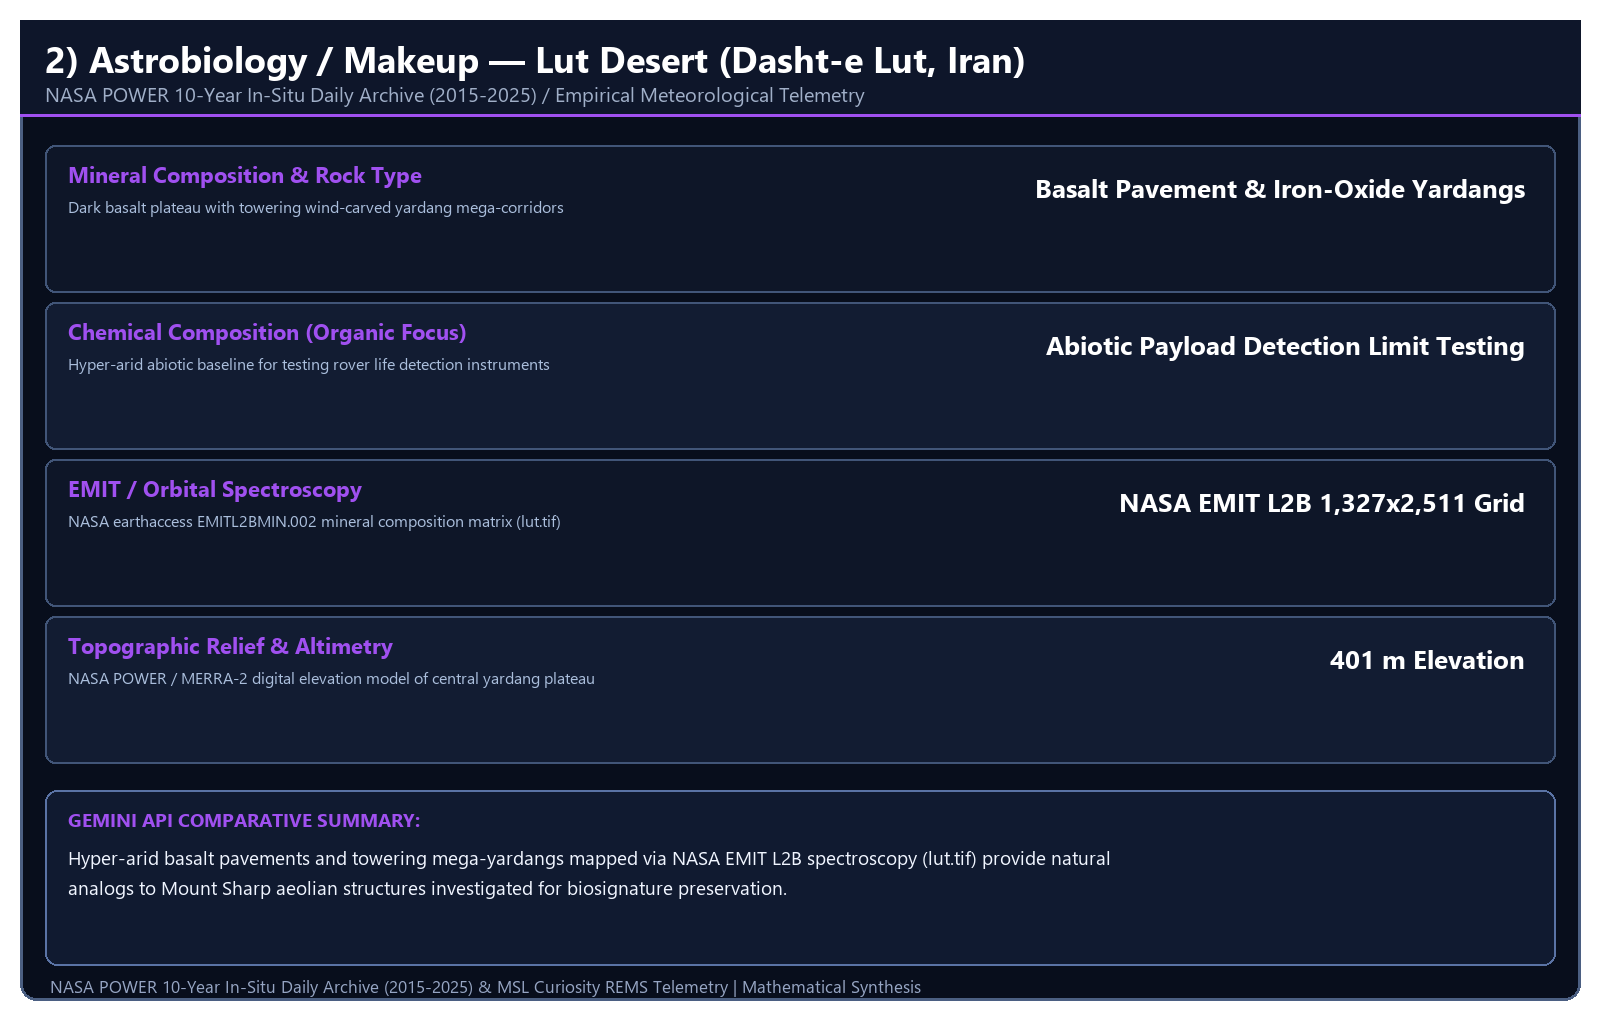 2) Astrobiology / Makeup — Lut Desert (Dasht-e Lut, Iran)
NASA POWER 10-Year In-Situ Daily Archive (2015-2025) / Empirical Meteorological Telemetry
Mineral Composition & Rock Type
Basalt Pavement & Iron-Oxide Yardangs
Dark basalt plateau with towering wind-carved yardang mega-corridors
Chemical Composition (Organic Focus)
Abiotic Payload Detection Limit Testing
Hyper-arid abiotic baseline for testing rover life detection instruments
EMIT / Orbital Spectroscopy
NASA EMIT L2B 1,327x2,511 Grid
NASA earthaccess EMITL2BMIN.002 mineral composition matrix (lut.tif)
Topographic Relief & Altimetry
401 m Elevation
NASA POWER / MERRA-2 digital elevation model of central yardang plateau
GEMINI API COMPARATIVE SUMMARY:
Hyper-arid basalt pavements and towering mega-yardangs mapped via NASA EMIT L2B spectroscopy (lut.tif) provide natural
analogs to Mount Sharp aeolian structures investigated for biosignature preservation.
NASA POWER 10-Year In-Situ Daily Archive (2015-2025) & MSL Curiosity REMS Telemetry | Mathematical Synthesis